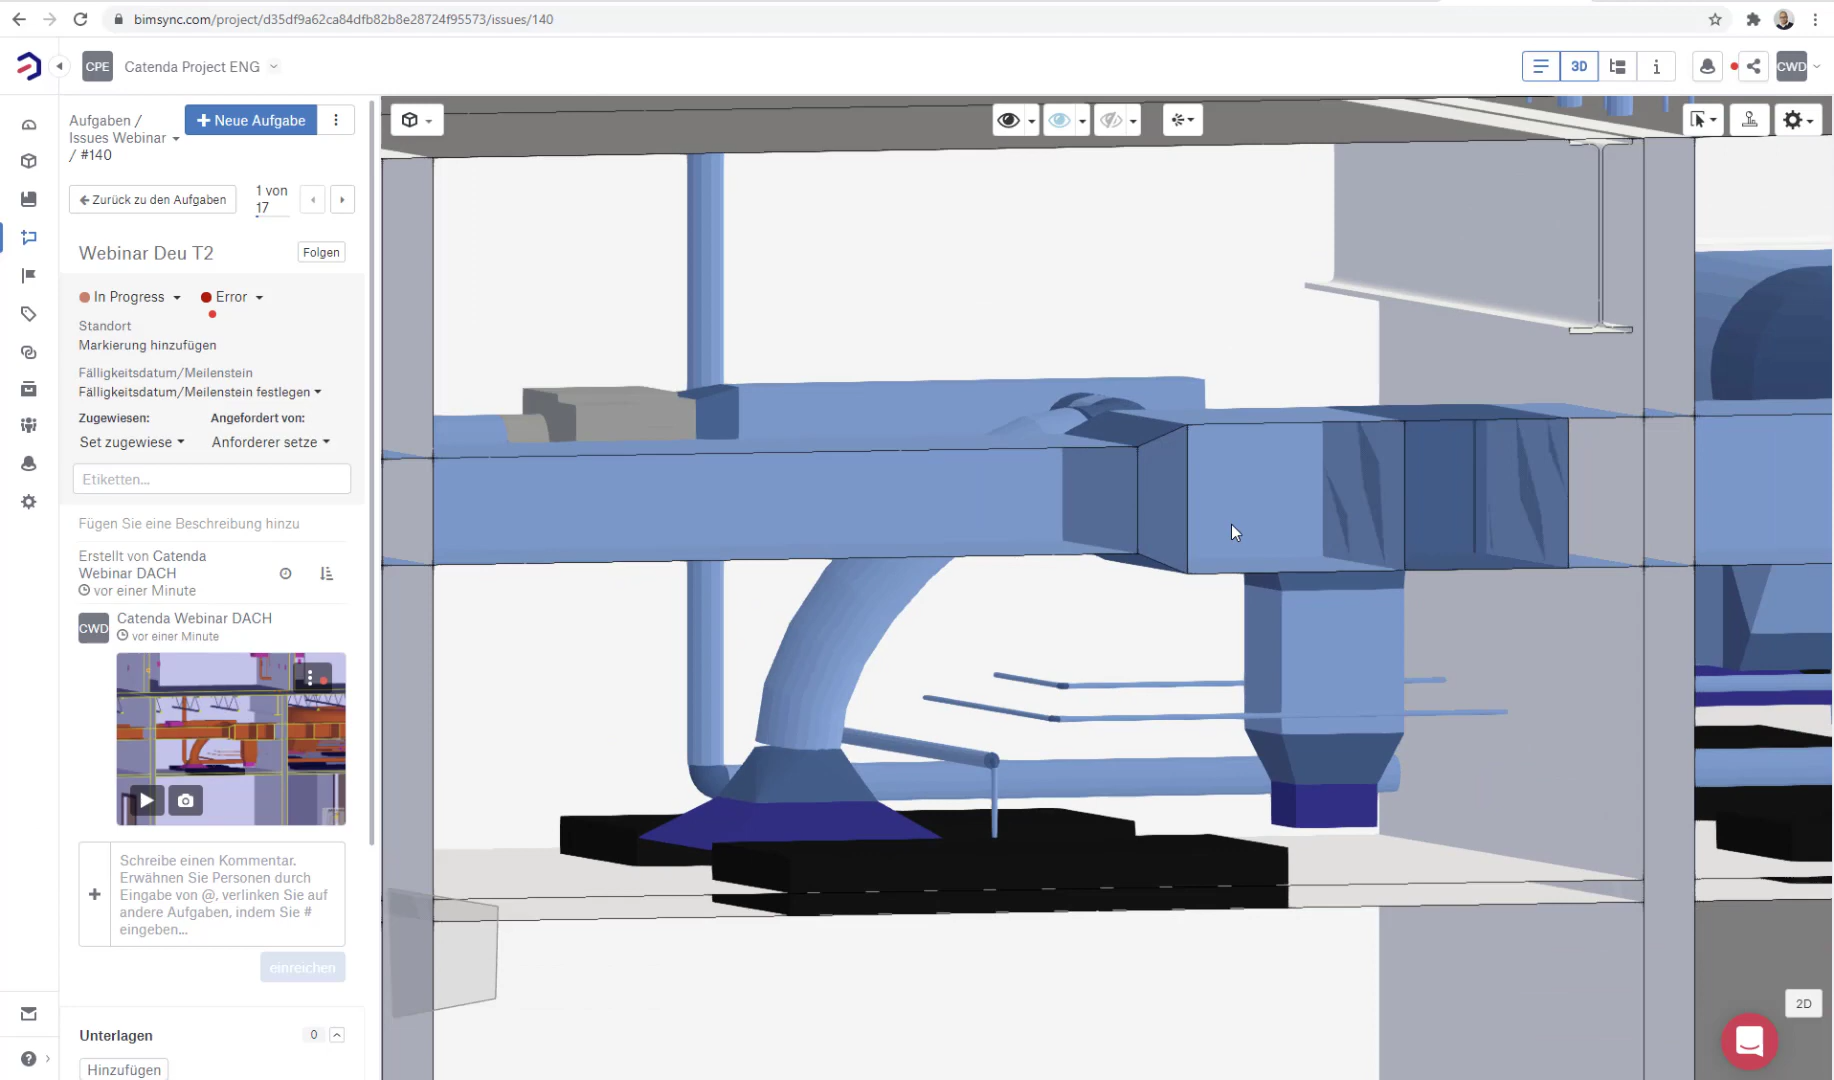 bimsync.com/project/d35df9a62ca84dfb82b8e28724f95573/issues/140
CPE
Catenda Project ENG
3D
i
CWD
Aufgaben /
Issues Webinar
/ #140
+ Neue Aufgabe
Zurück zu den Aufgaben
1 von
17
Webinar Deu T2
Folgen
In Progress
Error
Standort
Markierung hinzufügen
Fälligkeitsdatum/Meilenstein
Fälligkeitsdatum/Meilenstein festlegen
Zugewiesen:
Angefordert von:
Set zugewiese
Anforderer setze
Etiketten...
Fügen Sie eine Beschreibung hinzu
Erstellt von Catenda
Webinar DACH
vor einer Minute
CWD
Catenda Webinar DACH
vor einer Minute
Schreibe einen Kommentar.
Erwähnen Sie Personen durch
Eingabe von @, verlinken Sie auf
andere Aufgaben, indem Sie #
eingeben...
einreichen
Unterlagen
0
Hinzufügen
2D